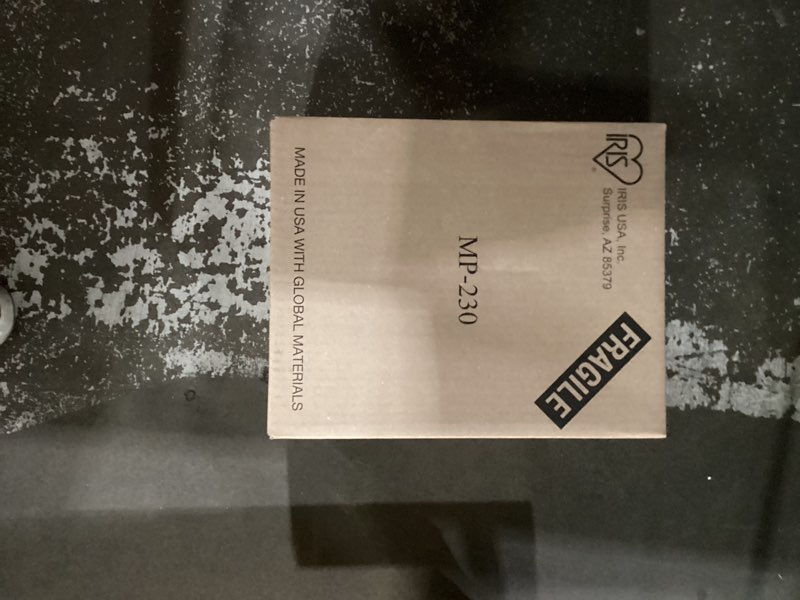 IRIS
IRIS USA, Inc.
Surprise, AZ 85379
FRAGILE
MP-230
MADE IN USA WITH GLOBAL MATERIALS